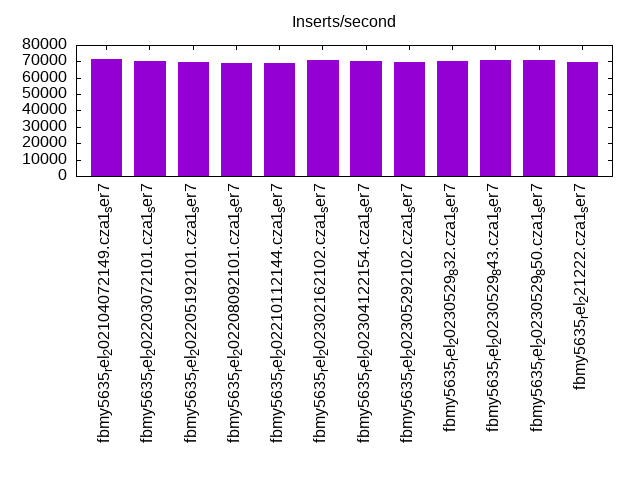 Inserts/second
80000
70000
60000
50000
40000
30000
20000
10000
0
fbmy5635rel202104072149.cza1ser7
fbmy5635rel202203072101.cza1ser7
fbmy5635rel202205192101.cza1ser7
fbmy5635rel202208092101.cza1ser7
fbmy5635rel202210112144.cza1ser7
fbmy5635rel202302162102.cza1ser7
fbmy5635rel202304122154.cza1ser7
fbmy5635rel202305292102.cza1ser7
fbmy5635rel20230529832.cza1ser7
fbmy5635rel20230529843.cza1ser7
fbmy5635rel20230529850.cza1ser7
fbmy5635rel221222.cza1ser7